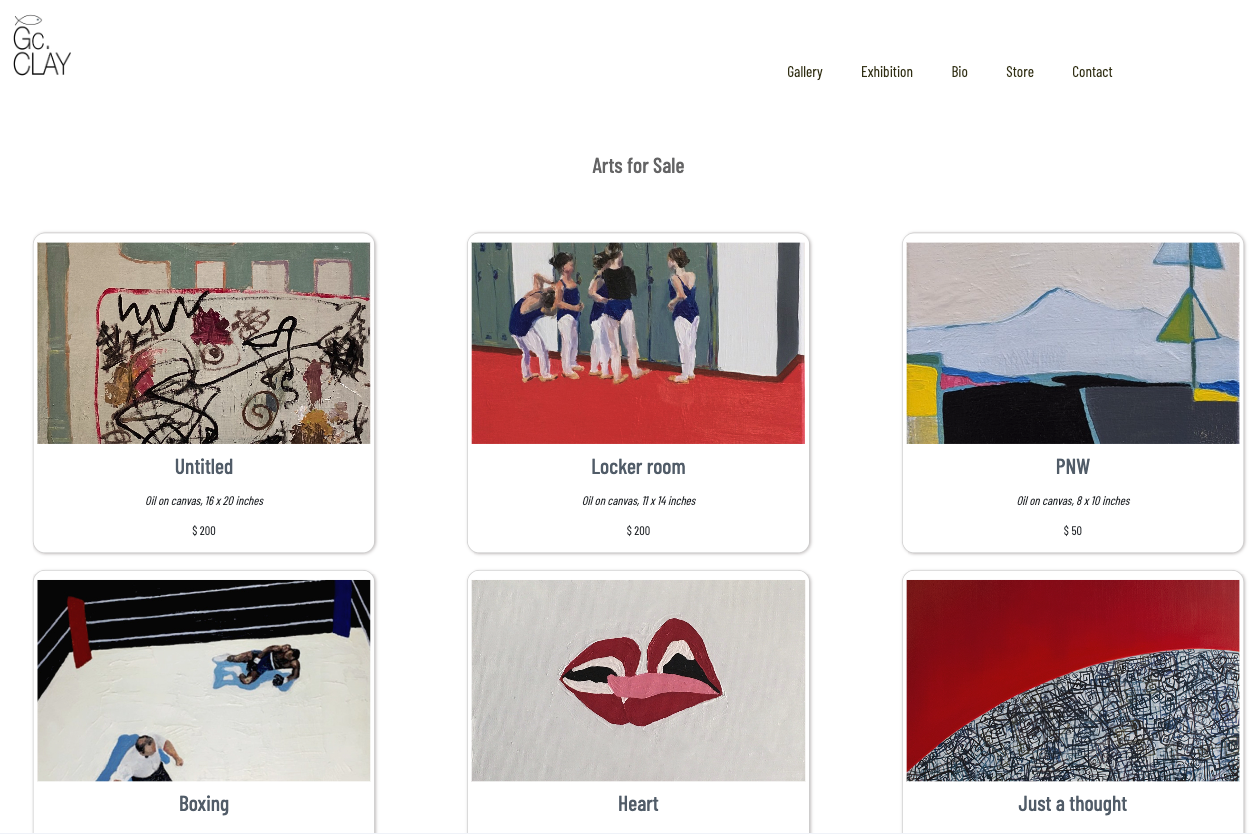 Gc.
CLAY
Gallery Exhibition Bio Store Contact
Arts for Sale
Untitled
Oil on canvas, 16 x 20 inches
$ 200
Locker room
Oil on canvas, 11 x 14 inches
$ 200
PNW
Oil on canvas, 8 x 10 inches
$ 50
Boxing
Heart
Just a thought